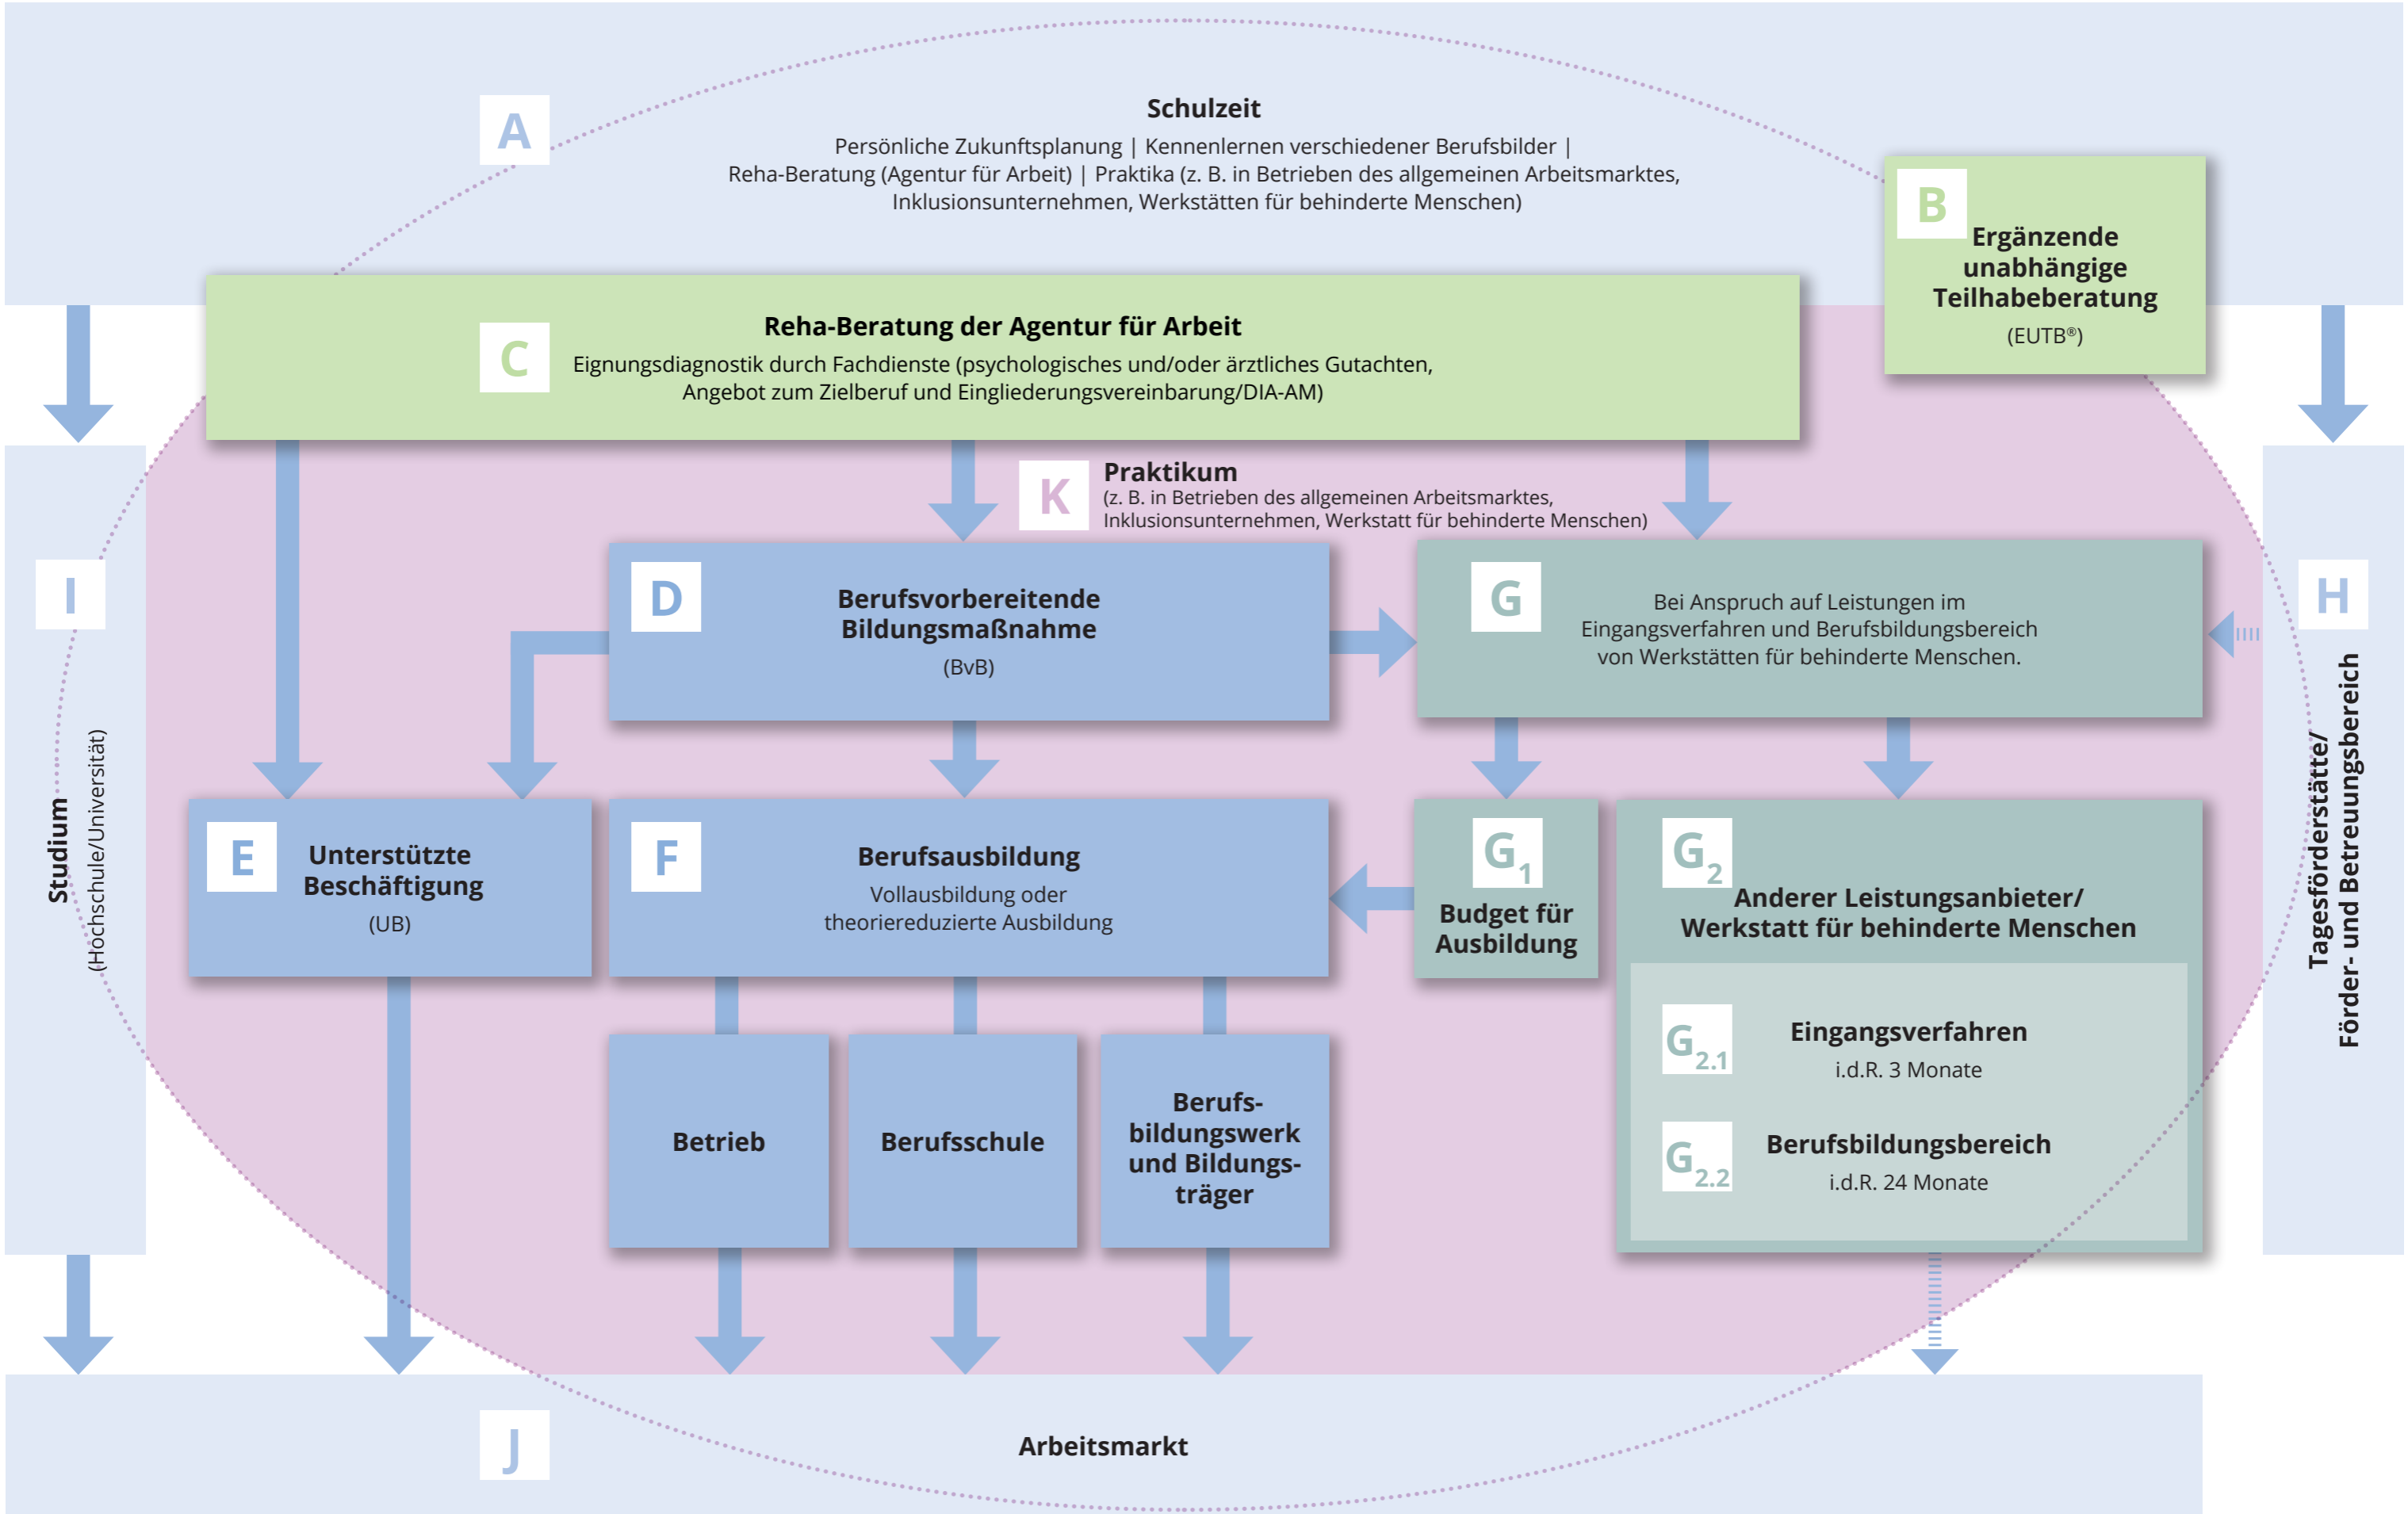 A
Schulzeit
Persönliche Zukunftsplanung | Kennenlernen verschiedener Berufsbilder |
Reha-Beratung (Agentur für Arbeit) | Praktika (z. B. in Betrieben des allgemeinen Arbeitsmarktes,
Inklusionsunternehmen, Werkstätten für behinderte Menschen)
B
Ergänzende
unabhängige
Teilhabeberatung
(EUTB®)
C
Reha-Beratung der Agentur für Arbeit
Eignungsdiagnostik durch Fachdienste (psychologisches und/oder ärztliches Gutachten,
Angebot zum Zielberuf und Eingliederungsvereinbarung/DIA-AM)
K
Praktikum
(z. B. in Betrieben des allgemeinen Arbeitsmarktes,
Inklusionsunternehmen, Werkstatt für behinderte Menschen)
I
Studium
(Hochschule/Universität)
D
Berufsvorbereitende
Bildungsmaßnahme
(BvB)
G
Bei Anspruch auf Leistungen im
Eingangsverfahren und Berufsbildungsbereich
von Werkstätten für behinderte Menschen.
H
Tagesförderstätte/
Förder- und Betreuungsbereich
E
Unterstützte
Beschäftigung
(UB)
F
Berufsausbildung
Vollausbildung oder
theoriereduzierte Ausbildung
G1
Budget für
Ausbildung
G2
Anderer Leistungsanbieter/
Werkstatt für behinderte Menschen
G2.1
Eingangsverfahren
i.d.R. 3 Monate
G2.2
Berufsbildungsbereich
i.d.R. 24 Monate
Betrieb
Berufsschule
Berufs-
bildungswerk
und Bildungs-
träger
J
Arbeitsmarkt